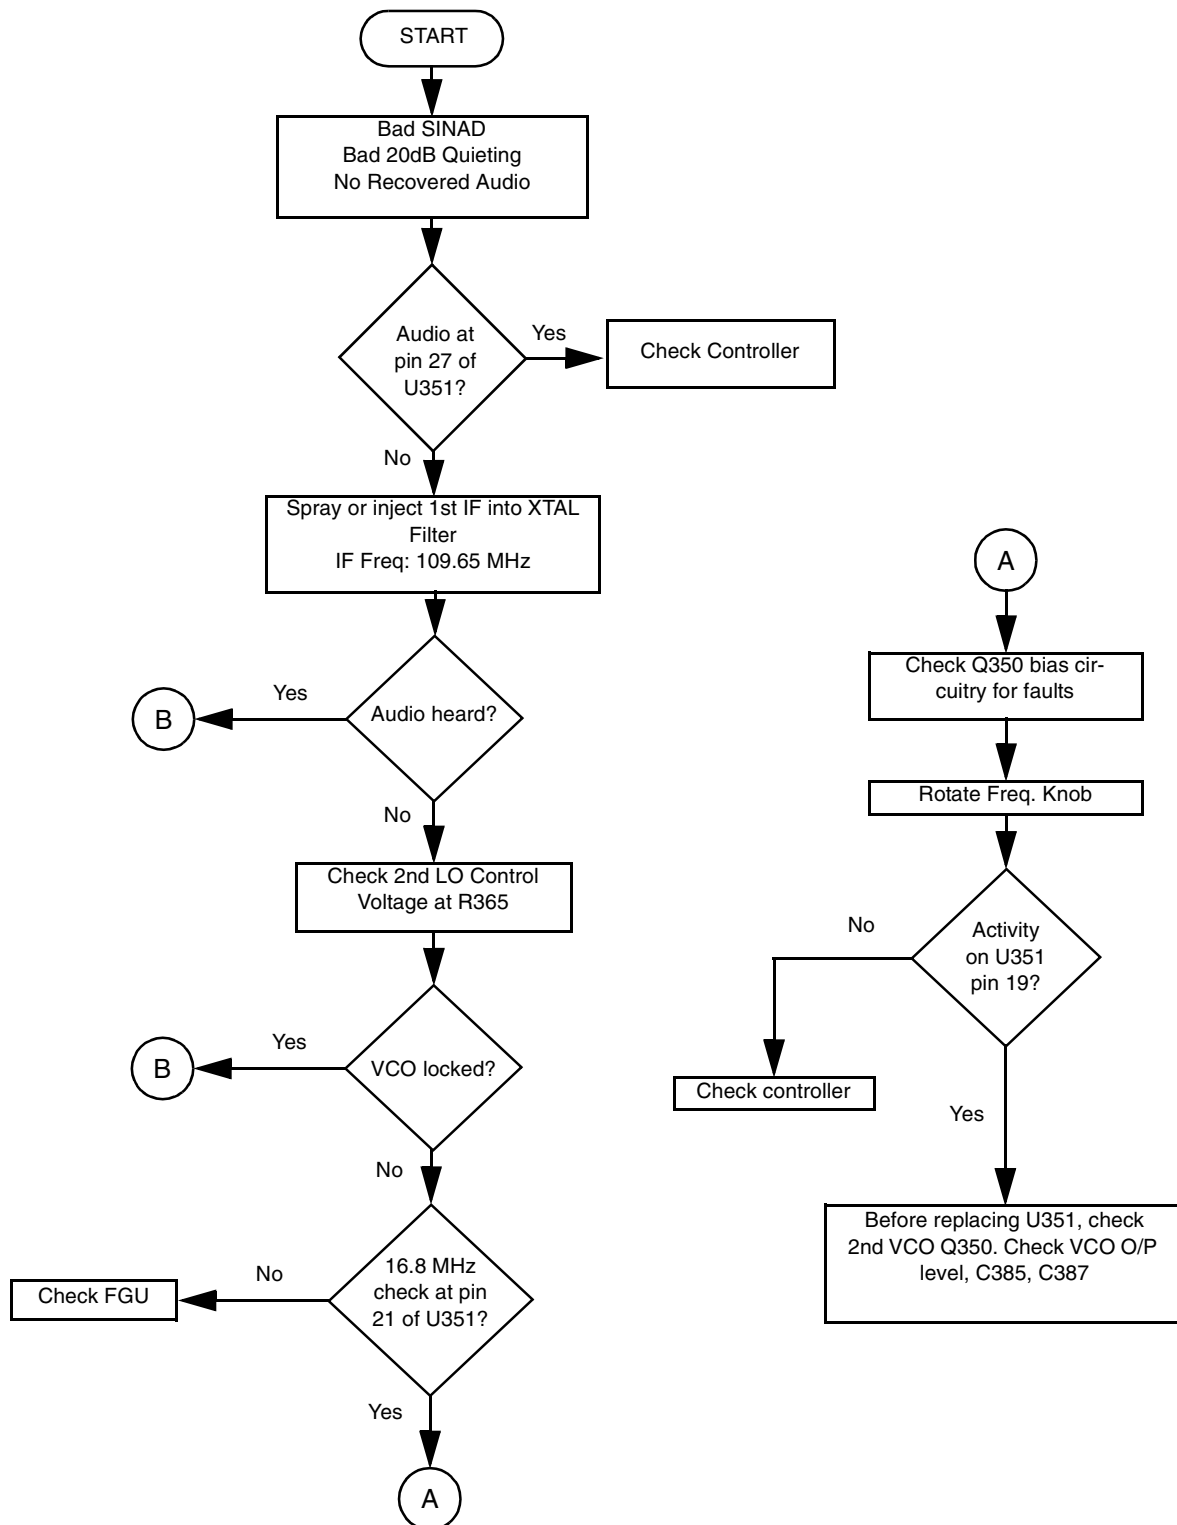 START
Bad SINAD
Bad 20dB Quieting
No Recovered Audio
Audio at
pin 27 of
U351?
Yes
Check Controller
No
Spray or inject 1st IF into XTAL
Filter
IF Freq: 109.65 MHz
Audio heard?
Yes
B
No
Check 2nd LO Control
Voltage at R365
VCO locked?
Yes
B
No
16.8 MHz
check at pin
21 of U351?
No
Check FGU
Yes
A
A
Check Q350 bias cir-
cuitry for faults
Rotate Freq. Knob
Activity
on U351
pin 19?
No
Check controller
Yes
Before replacing U351, check
2nd VCO Q350. Check VCO O/P
level, C385, C387